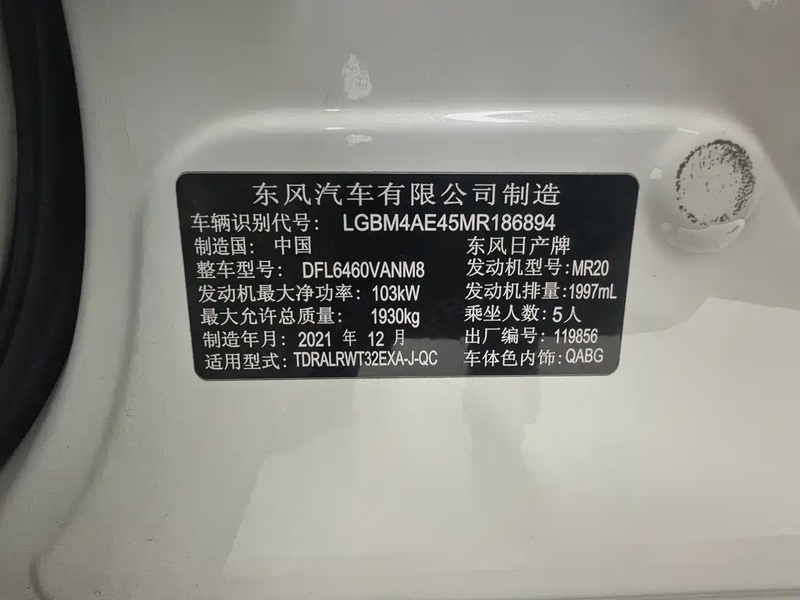 东风汽车有限公司制造
车辆识别代号: LGBM4AE45MR186894
制造国: 中国 东风日产牌
整车型号: DFL6460VANM8 发动机型号: MR20
发动机最大净功率: 103kW 发动机排量: 1997mL
最大允许总质量: 1930kg 乘坐人数: 5人
制造年月: 2021 年 12 月 出厂编号: 119856
适用型式: TDRALRWT32EXA-J-QC 车体色内饰: QABG